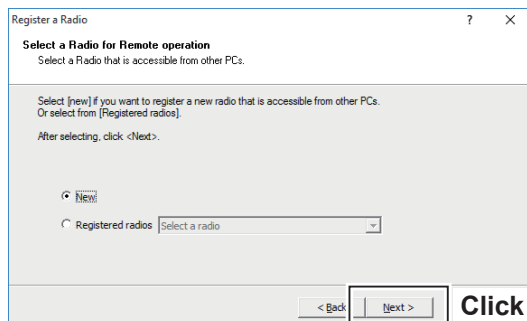 Register a Radio
Select a Radio for Remote operation
Select a Radio that is accessible from other PCs.
Select [new] if you want to register a new radio that is accessible from other PCs.
Or select from [Registered radios].
After selecting, click <Next>.
New
Registered radios Select a radio
< Back Next > Click